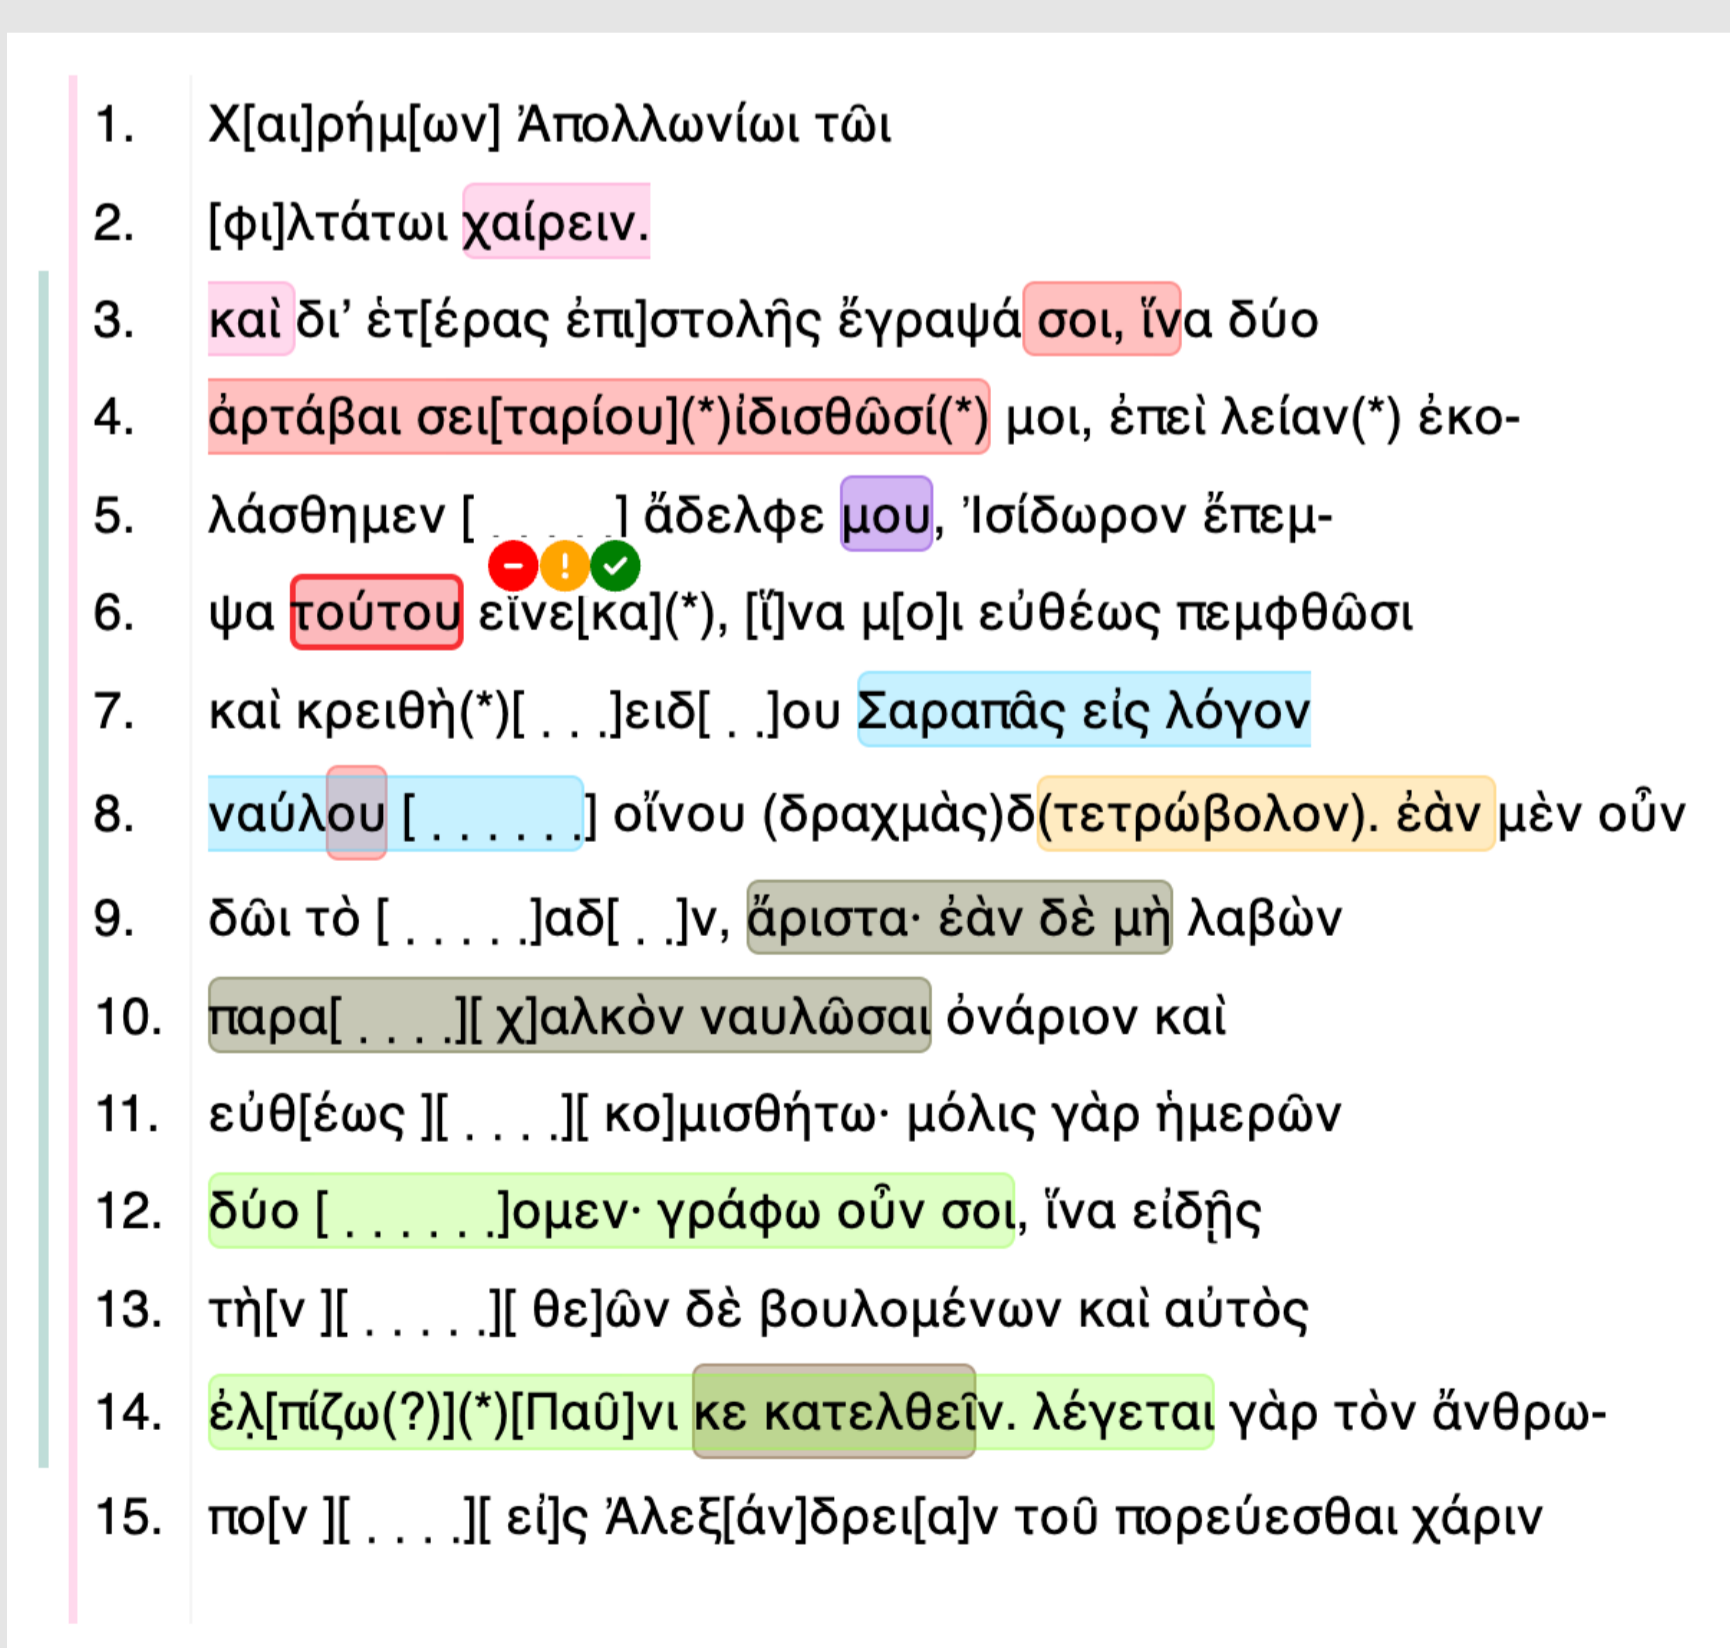 1. Χ[αι]ρήμ[ων] Ἀπολλωνίωι τῶι
2. [φι]λτάτωι χαίρειν.
3. καὶ δι’ ἑτ[έρας ἐπι]στολῆς ἔγραψά σοι, ἵνα δύο
4. ἀρτάβαι σει[ταρίου](*)ἰδισθῶσί(*) μοι, ἐπεὶ λείαν(*) ἐκο-
5. λάσθημεν [ . . . . . ] ἄδελφε μου, Ἰσίδωρον ἔπεμ-
6. ψα τούτου εἵνε[κα](*), [ἵ]να μ[ο]ι εὐθέως πεμφθῶσι
7. καὶ κρειθὴ(*)[ . . .]ειδ[ . .]ου Σαραπᾶς εἰς λόγον
8. ναύλου [ . . . . . .] οἴνου (δραχμὰς)δ(τετρώβολον). ἐὰν μὲν οὖν
9. δῶι τὸ [ . . . . .]αδ[ . .]ν, ἄριστα· ἐὰν δὲ μὴ λαβὼν
10. παρα[ . . . .][ χ]αλκὸν ναυλῶσαι ὀνάριον καὶ
11. εὐθ[έως ][ . . . .][ κο]μισθήτω· μόλις γὰρ ἡμερῶν
12. δύο [ . . . . . .]ομεν· γράφω οὖν σοι, ἵνα εἰδῇς
13. τὴ[ν ][ . . . . .][ θε]ῶν δὲ βουλομένων καὶ αὐτὸς
14. ἐλ̣[πίζω(?)](*)[Παῦ]νι κε κατελθεῖν. λέγεται γὰρ τὸν ἄνθρω-
15. πο[ν ][ . . . .][ εἰ]ς Ἀλεξ[άν]δρει[α]ν τοῦ πορεύεσθαι χάριν